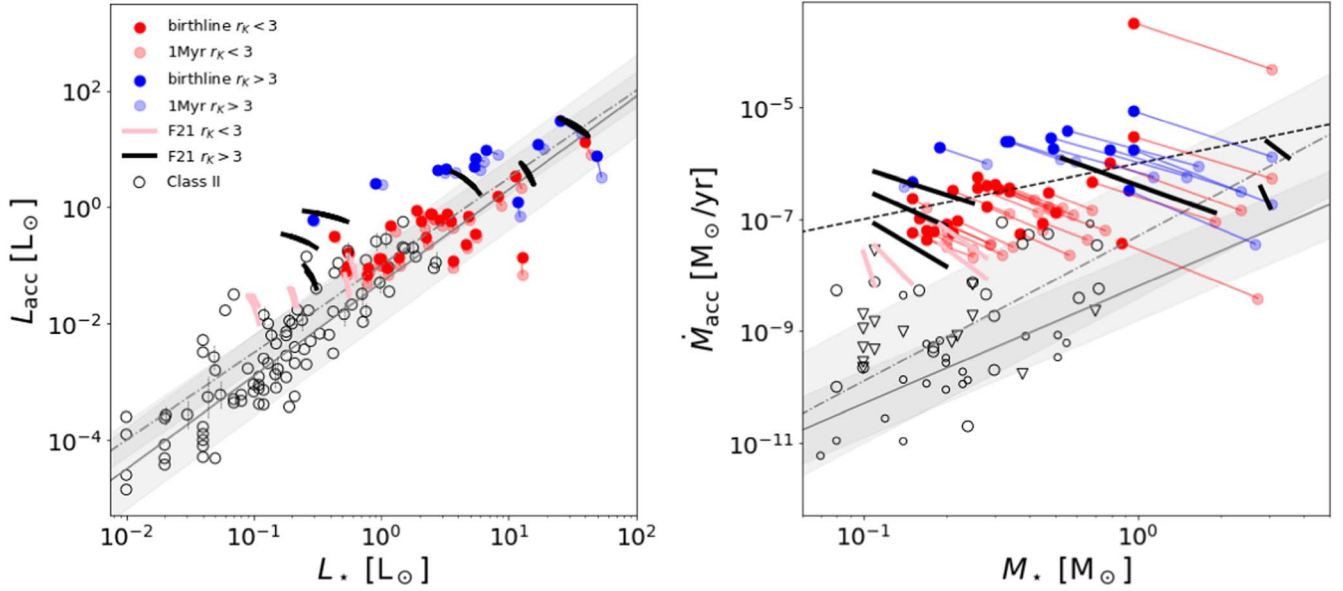 birthline r_K < 3
1Myr r_K < 3
birthline r_K > 3
1Myr r_K > 3
F21 r_K < 3
F21 r_K > 3
Class II
L_acc [L_⊙]
10^2
10^0
10^−2
10^−4
10^−2 10^−1 10^0 10^1 10^2
L_⋆ [L_⊙]
Ṁ_acc [M_⊙/yr]
10^−5
10^−7
10^−9
10^−11
10^−1 10^0
M_⋆ [M_⊙]